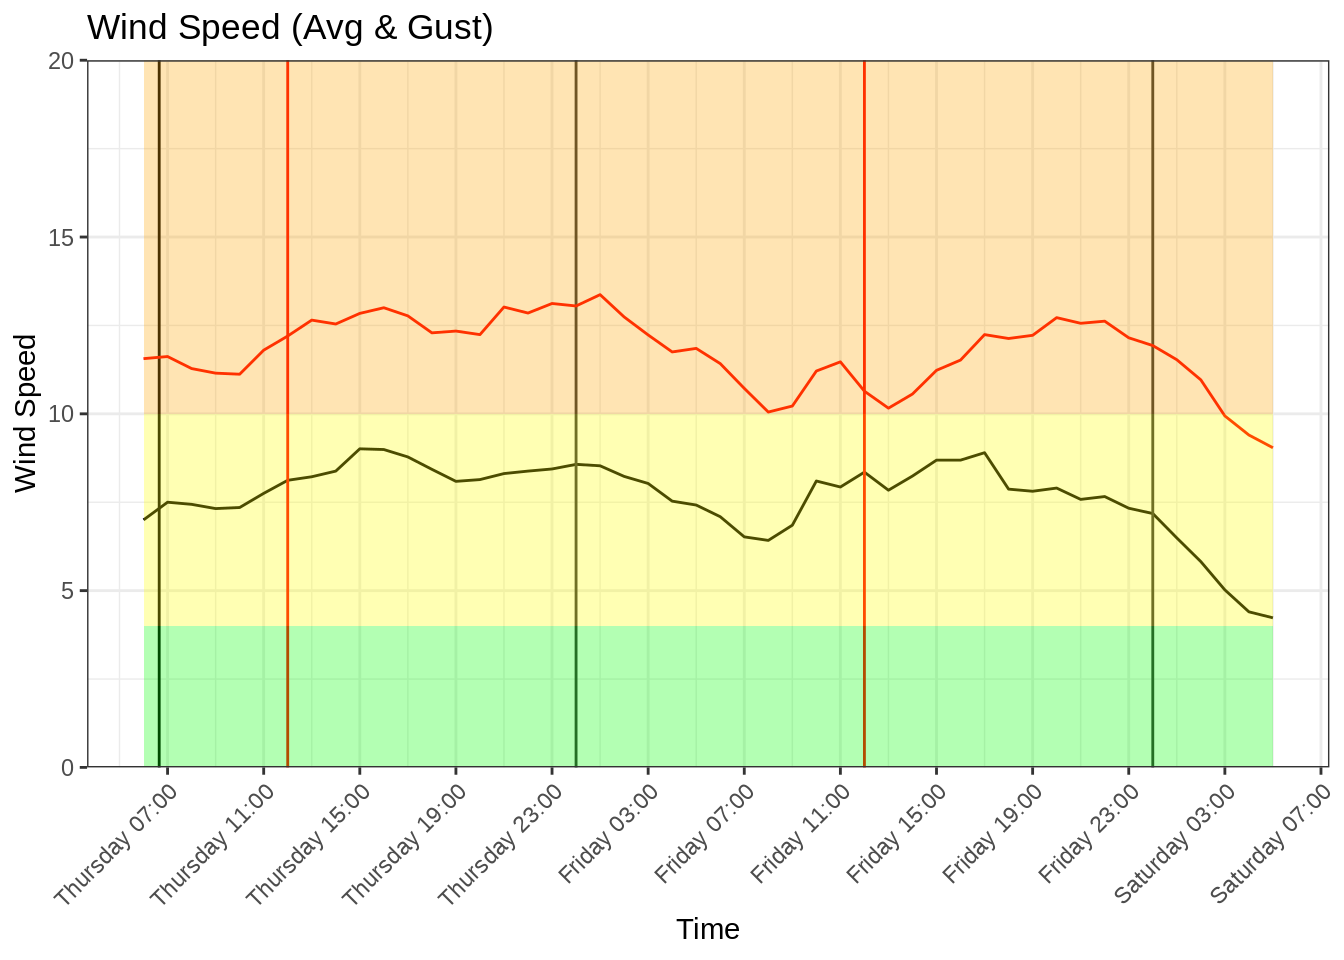 Wind Speed (Avg & Gust)
20
15
10
5
0
Wind Speed
Thursday 07:00
Thursday 11:00
Thursday 15:00
Thursday 19:00
Thursday 23:00
Friday 03:00
Friday 07:00
Friday 11:00
Friday 15:00
Friday 19:00
Friday 23:00
Saturday 03:00
Saturday 07:00
Time